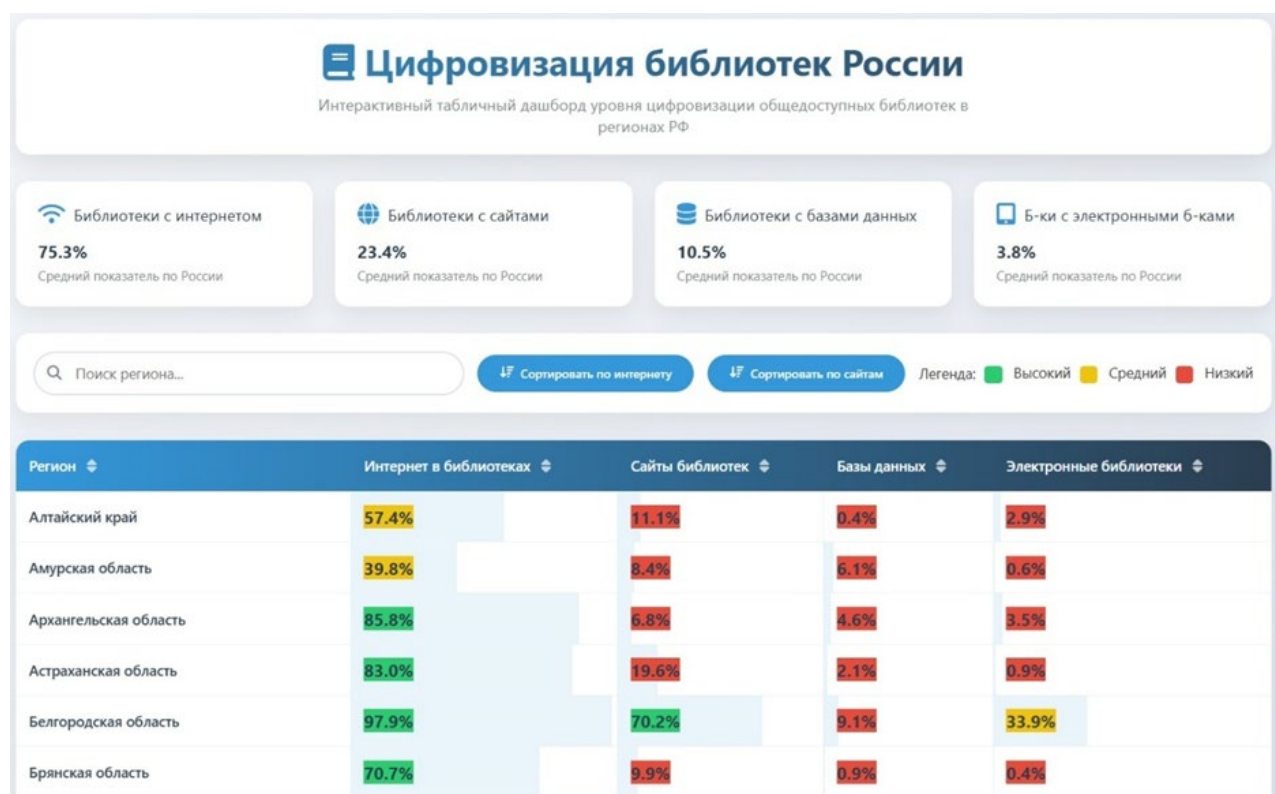 Цифровизация библиотек России
Интерактивный табличный дашборд уровня цифровизации общедоступных библиотек в
регионах РФ
Библиотеки с интернетом
75.3%
Средний показатель по России
Библиотеки с сайтами
23.4%
Средний показатель по России
Библиотеки с базами данных
10.5%
Средний показатель по России
Б-ки с электронными б-ками
3.8%
Средний показатель по России
Поиск региона... Сортировать по интернету Сортировать по сайтам Легенда: Высокий Средний Низкий
Регион Интернет в библиотеках Сайты библиотек Базы данных Электронные библиотеки
Алтайский край 57.4% 11.1% 0.4% 2.9%
Амурская область 39.8% 8.4% 6.1% 0.6%
Архангельская область 85.8% 6.8% 4.6% 3.5%
Астраханская область 83.0% 19.6% 2.1% 0.9%
Белгородская область 97.9% 70.2% 9.1% 33.9%
Брянская область 70.7% 9.9% 0.9% 0.4%